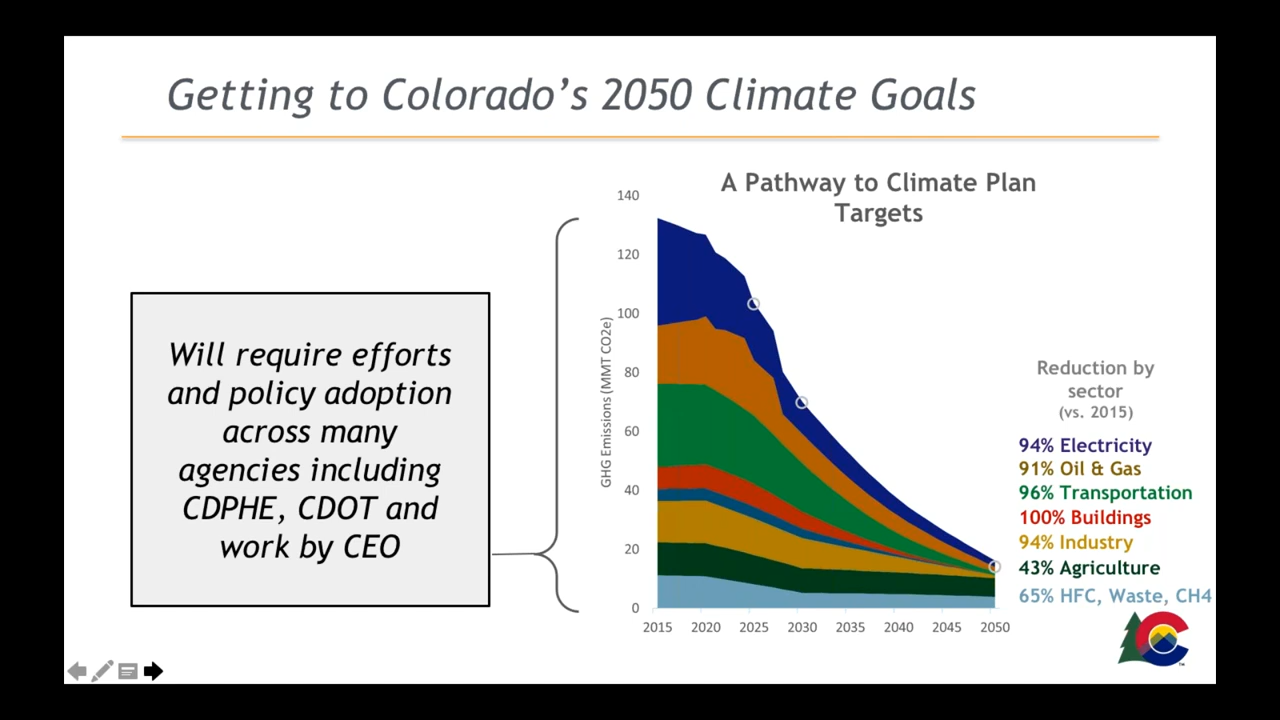 Getting to Colorado's 2050 Climate Goals
Will require efforts
and policy adoption
across many
agencies including
CDPHE, CDOT and
work by CEO
A Pathway to Climate Plan
Targets
GHG Emissions (MMT CO2e)
140
120
100
80
60
40
20
0
2015 2020 2025 2030 2035 2040 2045 2050
Reduction by
sector
(vs. 2015)
94% Electricity
91% Oil & Gas
96% Transportation
100% Buildings
94% Industry
43% Agriculture
65% HFC, Waste, CH4
TM